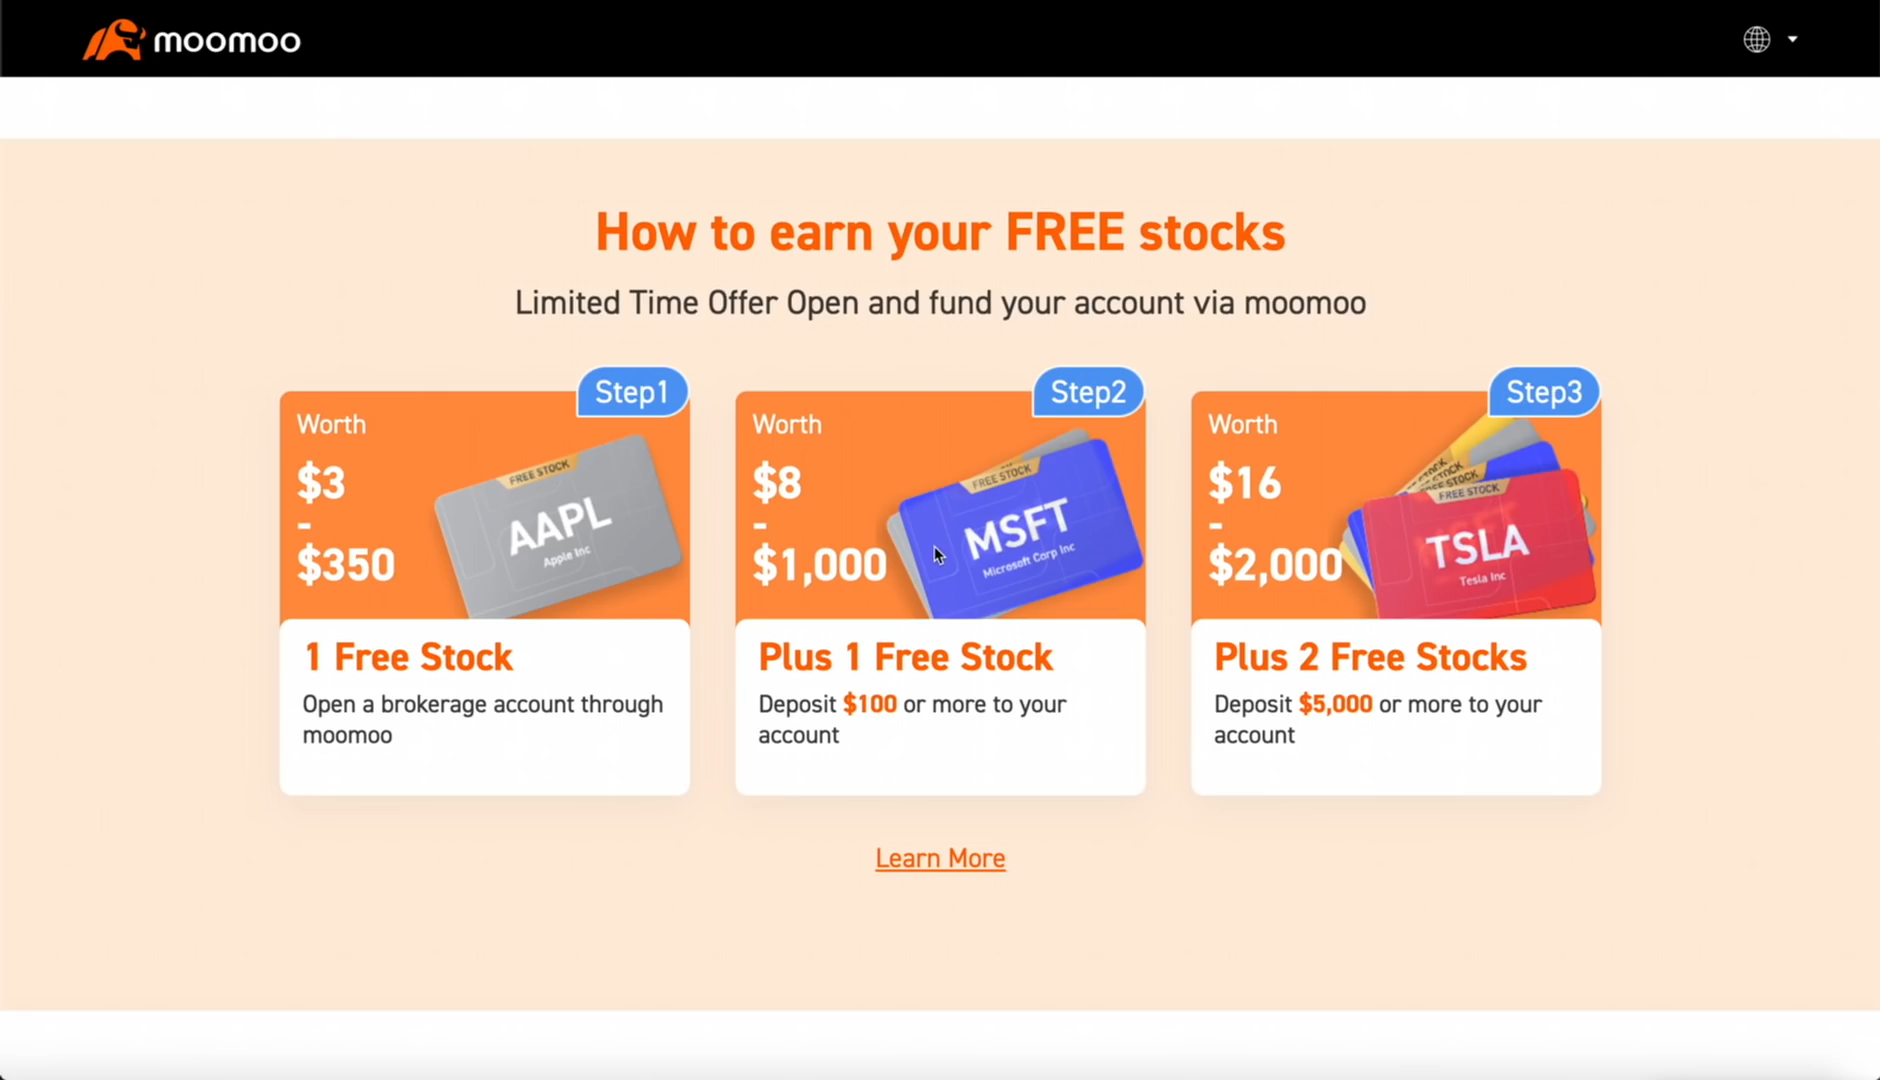 moomoo
How to earn your FREE stocks
Limited Time Offer Open and fund your account via moomoo
Step1
Worth
$3
-
$350
FREE STOCK
AAPL
Apple Inc
1 Free Stock
Open a brokerage account through
moomoo
Step2
Worth
$8
-
$1,000
FREE STOCK
MSFT
Microsoft Corp Inc
Plus 1 Free Stock
Deposit $100 or more to your
account
Step3
Worth
$16
-
$2,000
FREE STOCK
TSLA
Tesla Inc
Plus 2 Free Stocks
Deposit $5,000 or more to your
account
Learn More